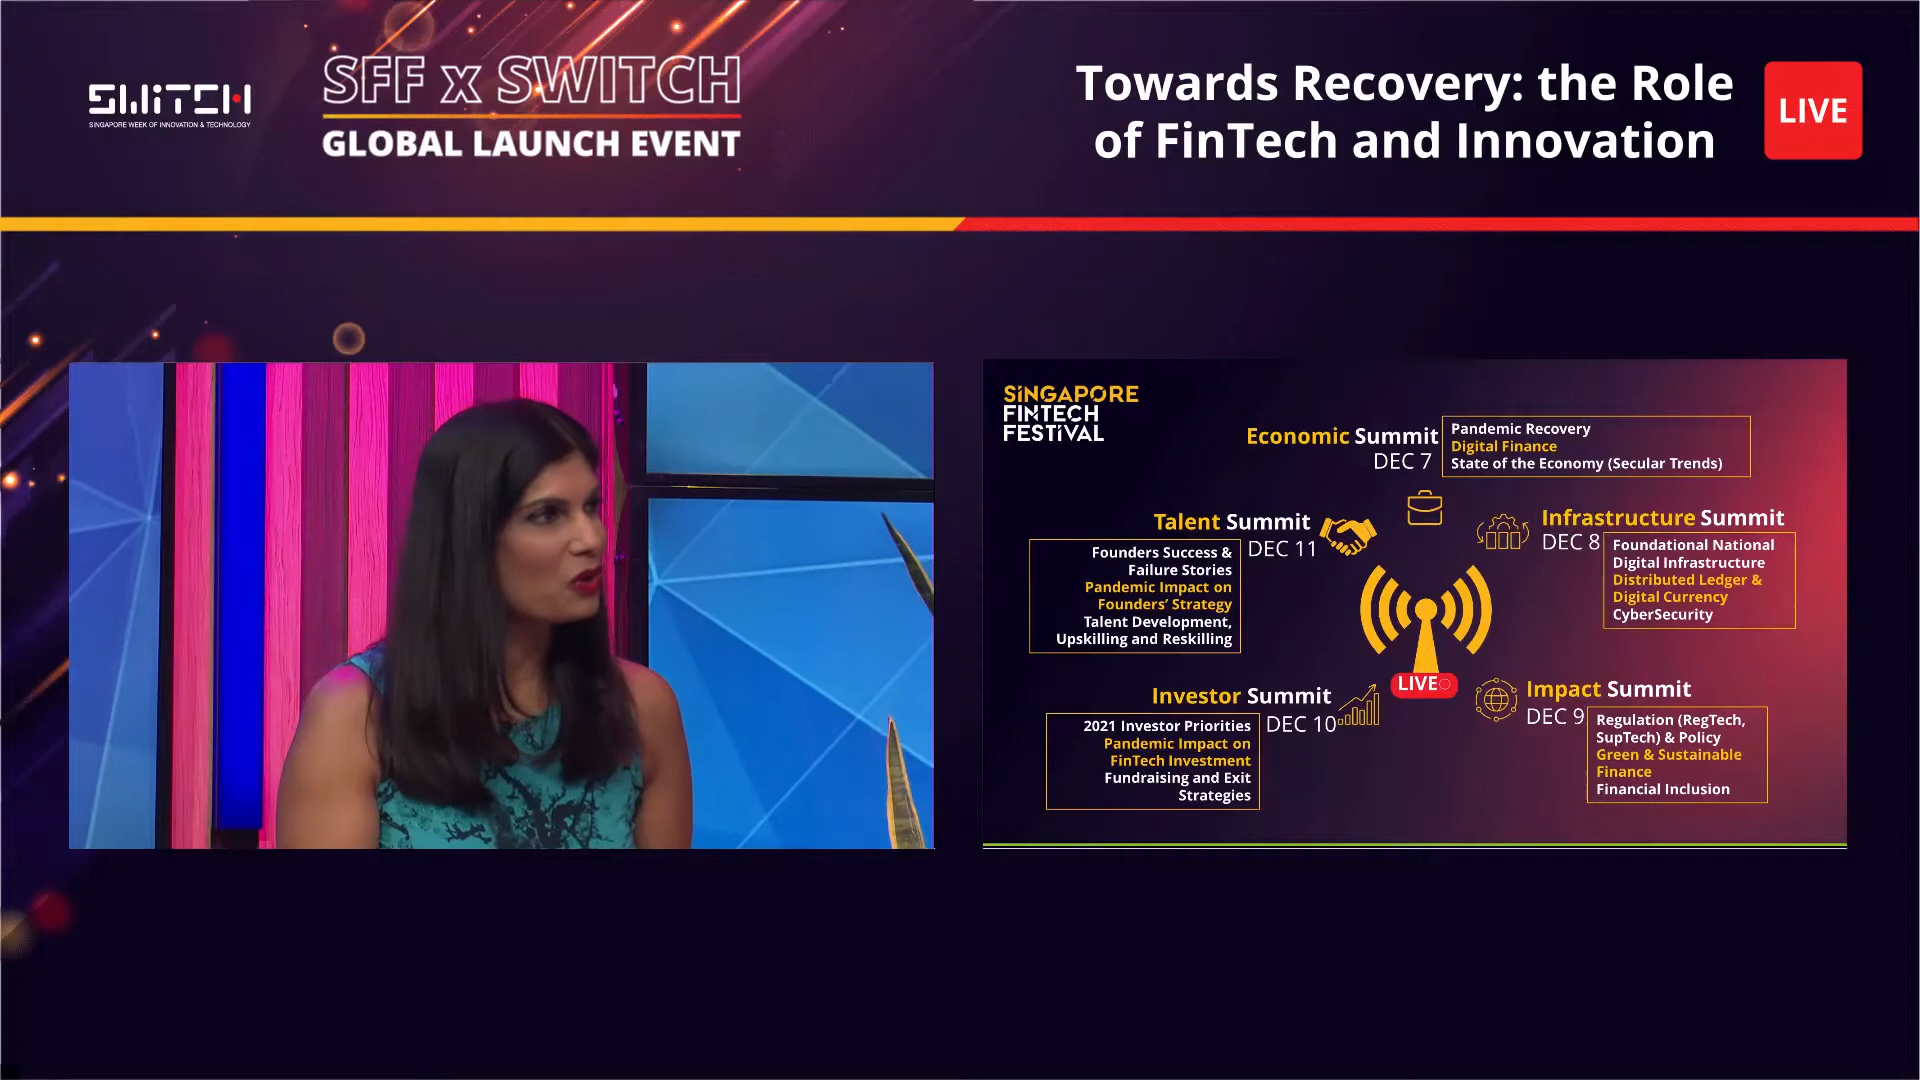 SWiTCH
SINGAPORE WEEK OF INNOVATION & TECHNOLOGY
SFF x SWITCH
GLOBAL LAUNCH EVENT
Towards Recovery: the Role
of FinTech and Innovation
LIVE
SiNGAPORE
FiNTECH
FESTiVAL
Economic Summit
DEC 7
Pandemic Recovery
Digital Finance
State of the Economy (Secular Trends)
Talent Summit
DEC 11
Founders Success &
Failure Stories
Pandemic Impact on
Founders’ Strategy
Talent Development,
Upskilling and Reskilling
Infrastructure Summit
DEC 8
Foundational National
Digital Infrastructure
Distributed Ledger &
Digital Currency
CyberSecurity
LIVE
Investor Summit
DEC 10
2021 Investor Priorities
Pandemic Impact on
FinTech Investment
Fundraising and Exit
Strategies
Impact Summit
DEC 9
Regulation (RegTech,
SupTech) & Policy
Green & Sustainable
Finance
Financial Inclusion